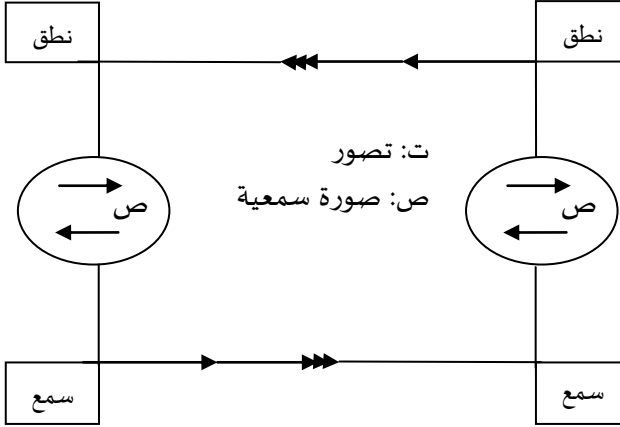 نطق
نطق
ت: تصور
ص: صورة سمعية
ص
ص
سمع
سمع